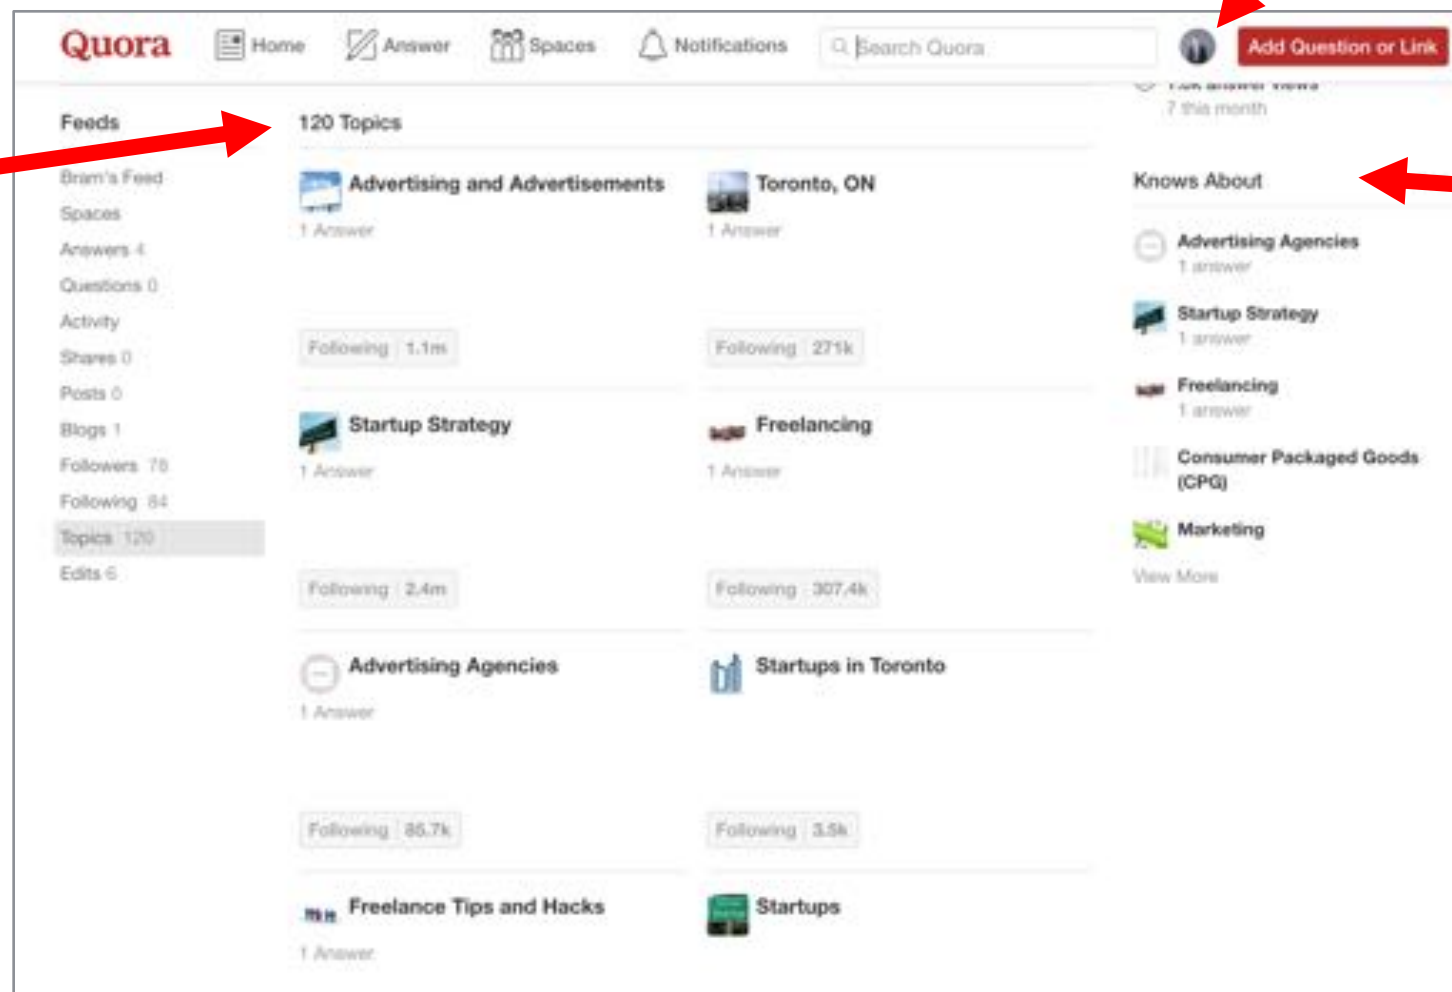 Quora
Home
Answer
Spaces
Notifications
Search Quora
Add Question or Link
Feeds
Bram's Feed
Spaces
Answers 4
Questions 0
Activity
Shares 0
Posts 0
Blogs 1
Followers 78
Following 84
Topics 120
Edits 6
120 Topics
Advertising and Advertisements
1 Answer
Following 1.1m
Toronto, ON
1 Answer
Following 271k
Startup Strategy
1 Answer
Following 2.4m
Freelancing
1 Answer
Following 307.4k
Advertising Agencies
1 Answer
Following 85.7k
Startups in Toronto
Following 3.5k
Freelance Tips and Hacks
1 Answer
Startups
answer views
7 this month
Knows About
Advertising Agencies
1 answer
Startup Strategy
1 answer
Freelancing
1 answer
Consumer Packaged Goods
(CPG)
Marketing
View More